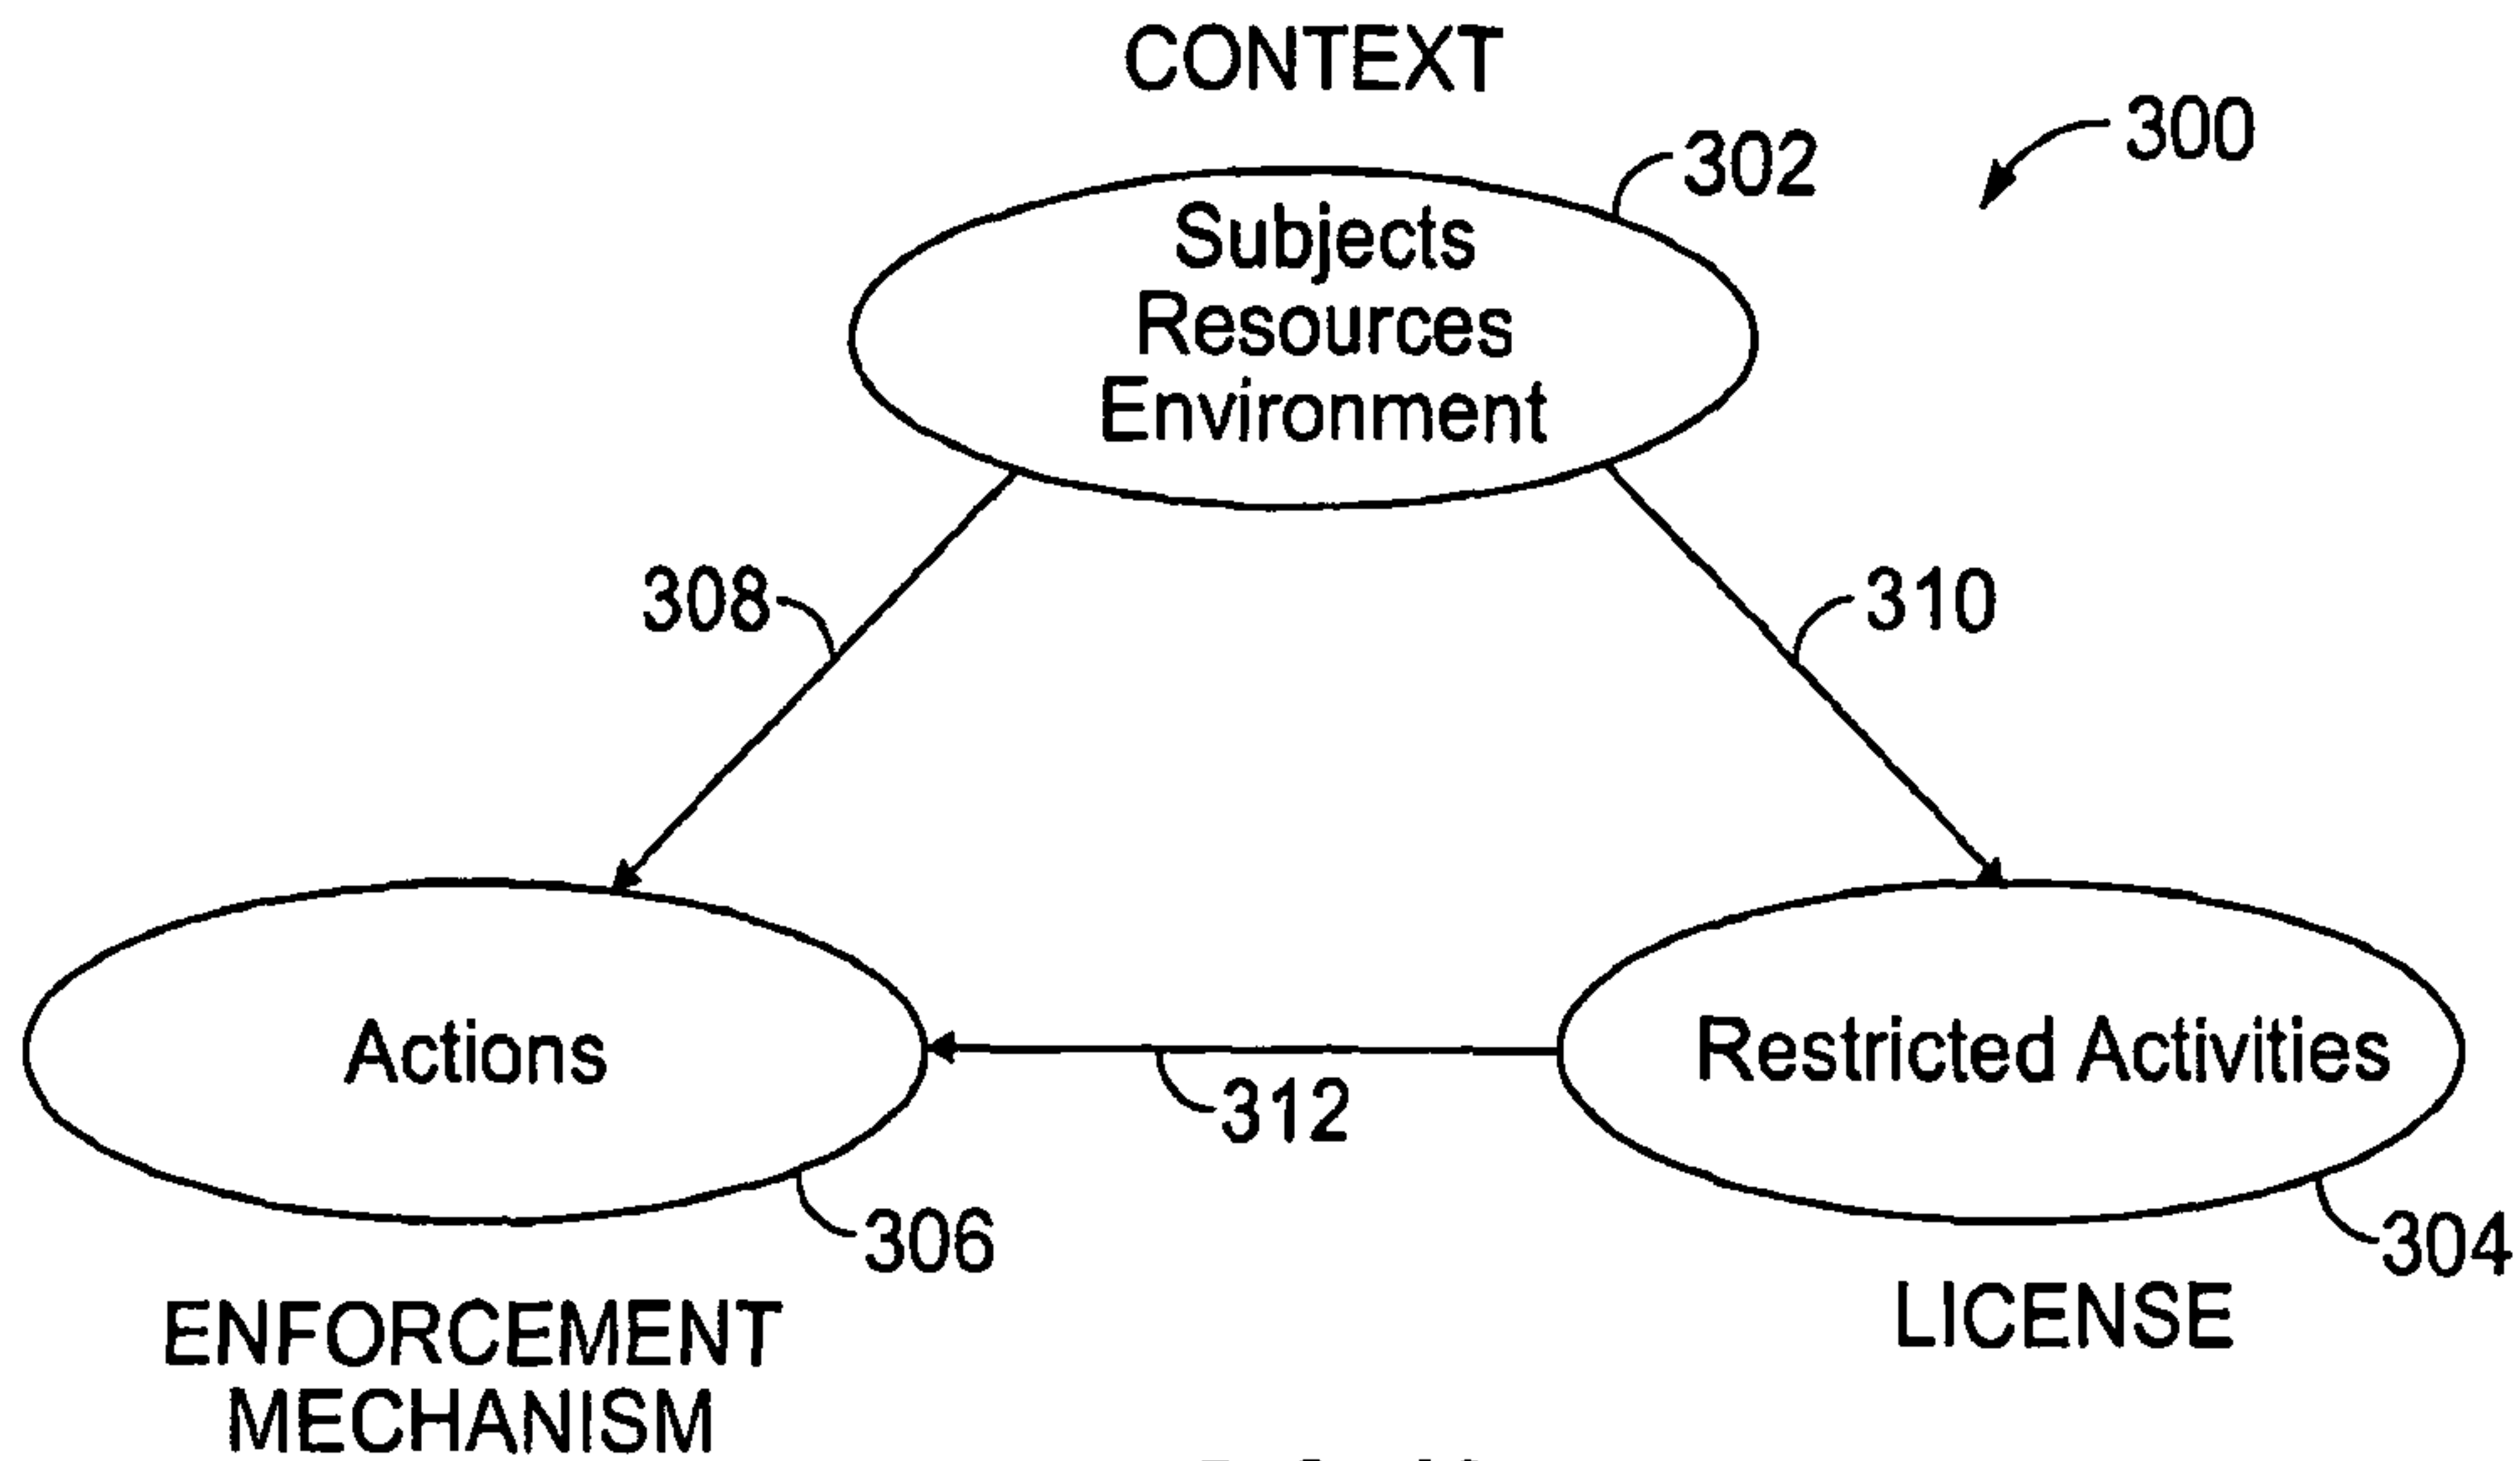 CONTEXT
300
302
Subjects
Resources
Environment
308
310
Actions
Restricted Activities
312
306
304
ENFORCEMENT
MECHANISM
LICENSE